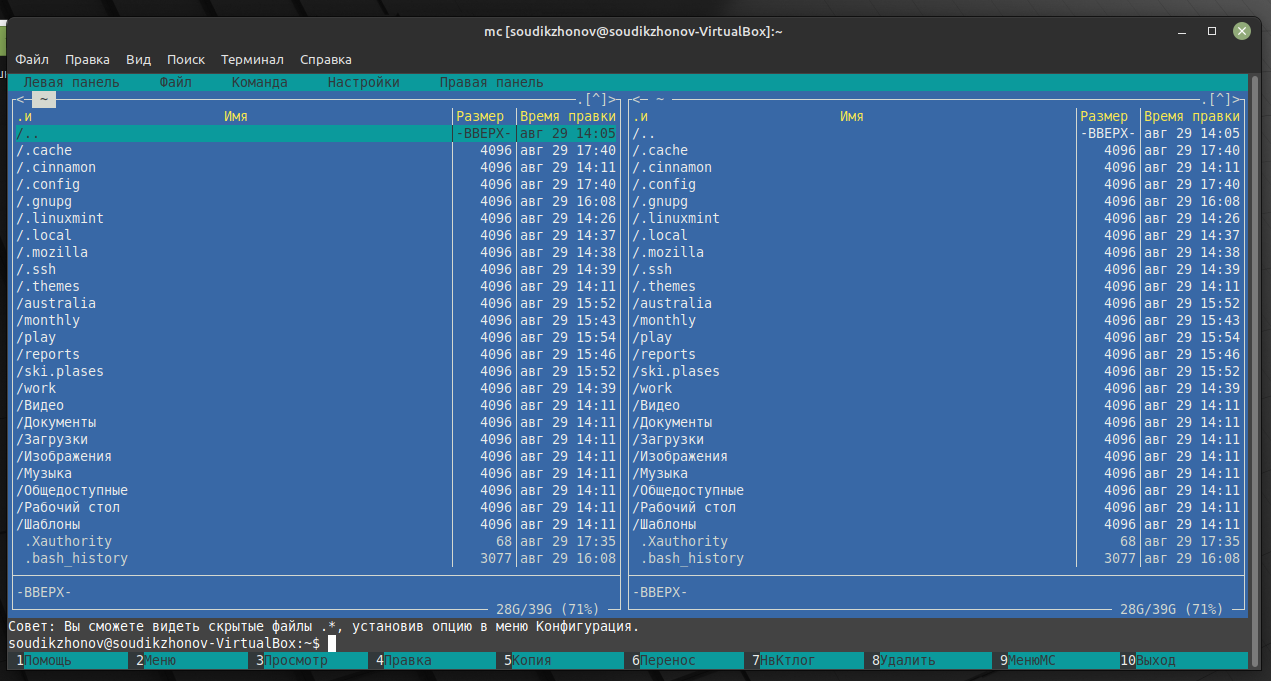 mc [soudikzhonov@soudikzhonov-VirtualBox]:~
Файл Правка Вид Поиск Терминал Справка
Левая панель Файл Команда Настройки Правая панель
<─ ~ .[^]> <─ ~ .[^]>
.и Имя Размер Время правки .и Имя Размер Время правки
/.. -ВВЕРХ- авг 29 14:05 /.. -ВВЕРХ- авг 29 14:05
/.cache 4096 авг 29 17:40 /.cache 4096 авг 29 17:40
/.cinnamon 4096 авг 29 14:11 /.cinnamon 4096 авг 29 14:11
/.config 4096 авг 29 17:40 /.config 4096 авг 29 17:40
/.gnupg 4096 авг 29 16:08 /.gnupg 4096 авг 29 16:08
/.linuxmint 4096 авг 29 14:26 /.linuxmint 4096 авг 29 14:26
/.local 4096 авг 29 14:37 /.local 4096 авг 29 14:37
/.mozilla 4096 авг 29 14:38 /.mozilla 4096 авг 29 14:38
/.ssh 4096 авг 29 14:39 /.ssh 4096 авг 29 14:39
/.themes 4096 авг 29 14:11 /.themes 4096 авг 29 14:11
/australia 4096 авг 29 15:52 /australia 4096 авг 29 15:52
/monthly 4096 авг 29 15:43 /monthly 4096 авг 29 15:43
/play 4096 авг 29 15:54 /play 4096 авг 29 15:54
/reports 4096 авг 29 15:46 /reports 4096 авг 29 15:46
/ski.plases 4096 авг 29 15:52 /ski.plases 4096 авг 29 15:52
/work 4096 авг 29 14:39 /work 4096 авг 29 14:39
/Видео 4096 авг 29 14:11 /Видео 4096 авг 29 14:11
/Документы 4096 авг 29 14:11 /Документы 4096 авг 29 14:11
/Загрузки 4096 авг 29 14:11 /Загрузки 4096 авг 29 14:11
/Изображения 4096 авг 29 14:11 /Изображения 4096 авг 29 14:11
/Музыка 4096 авг 29 14:11 /Музыка 4096 авг 29 14:11
/Общедоступные 4096 авг 29 14:11 /Общедоступные 4096 авг 29 14:11
/Рабочий стол 4096 авг 29 14:11 /Рабочий стол 4096 авг 29 14:11
/Шаблоны 4096 авг 29 14:11 /Шаблоны 4096 авг 29 14:11
.Xauthority 68 авг 29 17:35 .Xauthority 68 авг 29 17:35
.bash_history 3077 авг 29 16:08 .bash_history 3077 авг 29 16:08
-ВВЕРХ- -ВВЕРХ-
28G/39G (71%) 28G/39G (71%)
Совет: Вы сможете видеть скрытые файлы .*, установив опцию в меню Конфигурация.
soudikzhonov@soudikzhonov-VirtualBox:~$
1Помощь 2Меню 3Просмотр 4Правка 5Копия 6Перенос 7НвКтлог 8Удалить 9МенюМС 10Выход